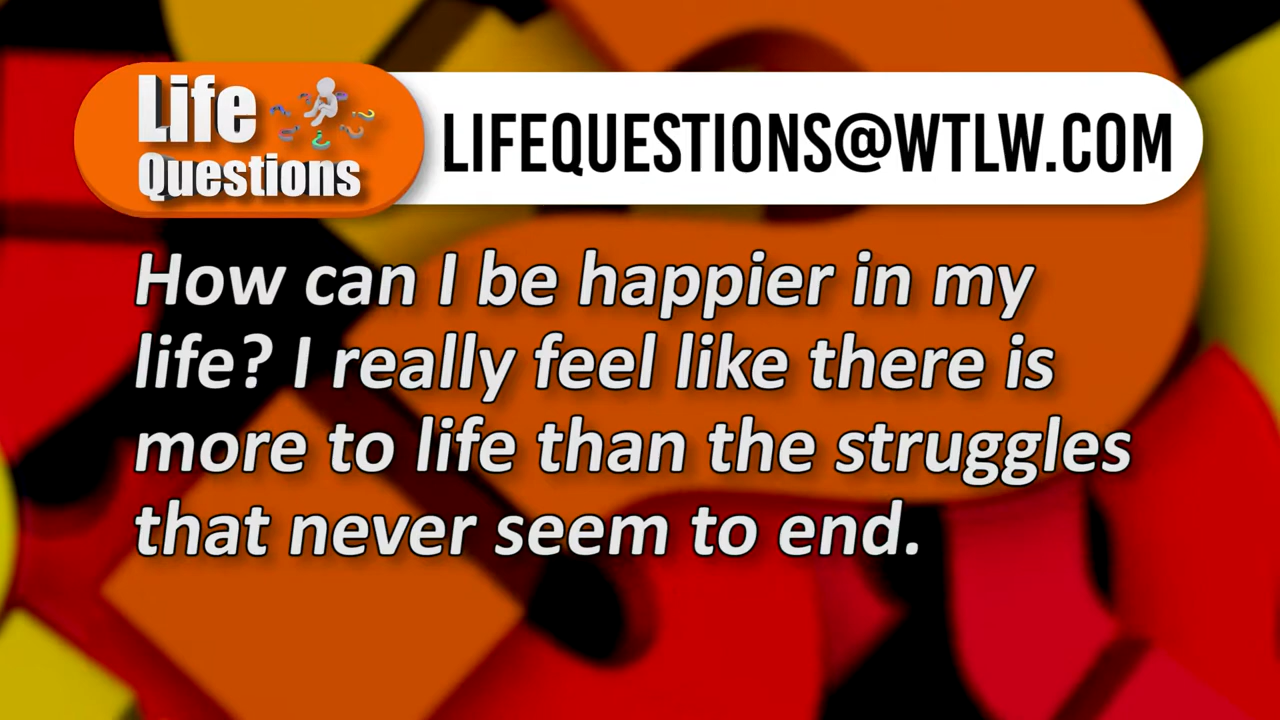 Life
Questions
LIFEQUESTIONS@WTLW.COM
How can I be happier in my
life? I really feel like there is
more to life than the struggles
that never seem to end.